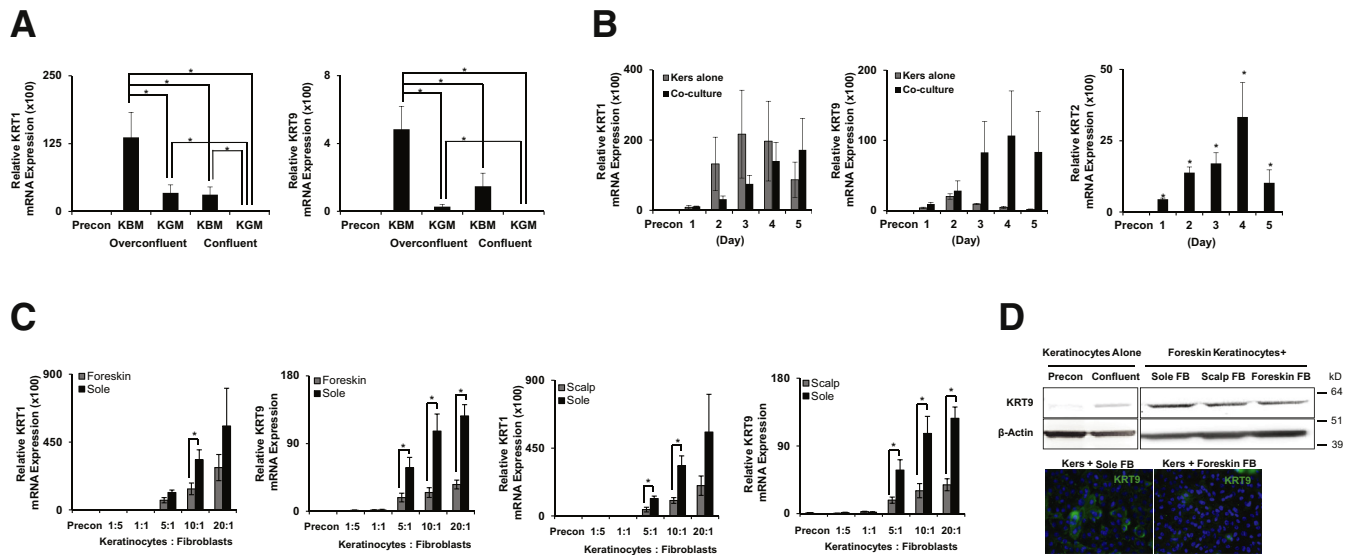 A
Relative KRT1
mRNA Expression (x100)
250
125
0
*
*
*
*
*
Precon KBM KGM KBM KGM
Overconfluent Confluent
Relative KRT9
mRNA Expression (x100)
8
4
0
*
*
*
*
Precon KBM KGM KBM KGM
Overconfluent Confluent
B
Relative KRT1
mRNA Expression (x100)
400
200
0
Kers alone
Co-culture
Precon 1 2 3 4 5
(Day)
Relative KRT9
mRNA Expression (x100)
200
100
0
Kers alone
Co-culture
Precon 1 2 3 4 5
(Day)
Relative KRT2
mRNA Expression (x100)
50
25
0
* * * * *
Precon 1 2 3 4 5
(Day)
C
Relative KRT1
mRNA Expression (x100)
900
450
0
Foreskin
Sole
*
Precon 1:5 1:1 5:1 10:1 20:1
Keratinocytes : Fibroblasts
Relative KRT9
mRNA Expression (x100)
180
90
0
Foreskin
Sole
* * *
Precon 1:5 1:1 5:1 10:1 20:1
Keratinocytes : Fibroblasts
Relative KRT1
mRNA Expression (x100)
900
450
0
Scalp
Sole
* *
Precon 1:5 1:1 5:1 10:1 20:1
Keratinocytes : Fibroblasts
Relative KRT9
mRNA Expression (x100)
180
90
0
Scalp
Sole
* * *
Precon 1:5 1:1 5:1 10:1 20:1
Keratinocytes : Fibroblasts
D
Keratinocytes Alone Foreskin Keratinocytes+
Precon Confluent Sole FB Scalp FB Foreskin FB kD
KRT9
64
51
β-Actin
39
Kers + Sole FB Kers + Foreskin FB
KRT9 KRT9